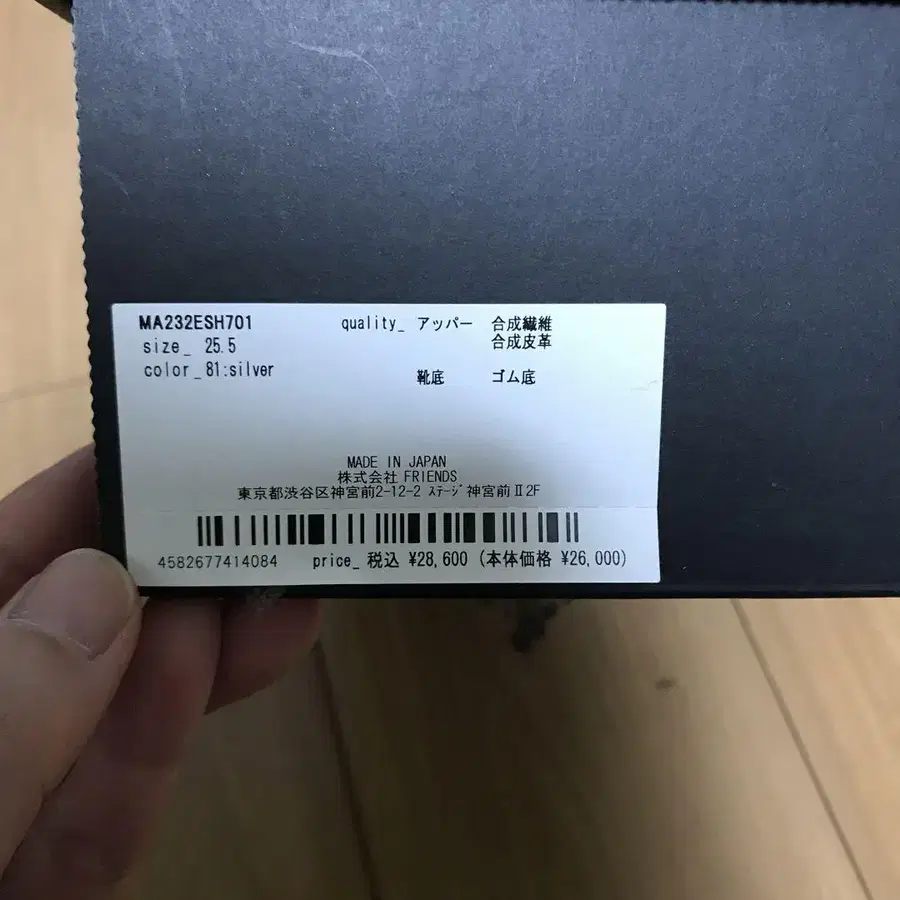 MA232ESH701
size_ 25.5
color_81:silver
quality_ アッパー 合成繊維
合成皮革
靴底 ゴム底
MADE IN JAPAN
株式会社 FRIENDS
東京都渋谷区神宮前2-12-2 ｽﾃｰｼﾞ神宮前Ⅱ2F
4582677414084 price_ 税込 ¥28,600 (本体価格 ¥26,000)